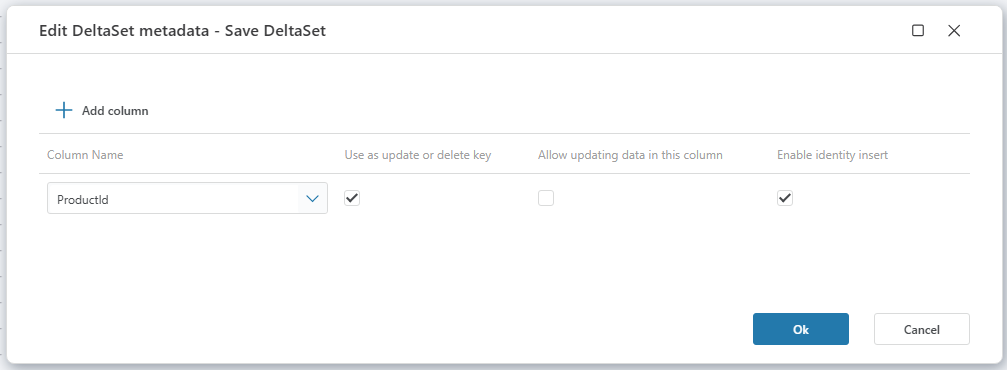 Edit DeltaSet metadata - Save DeltaSet
Add column
Column Name Use as update or delete key Allow updating data in this column Enable identity insert
ProductId
Ok Cancel